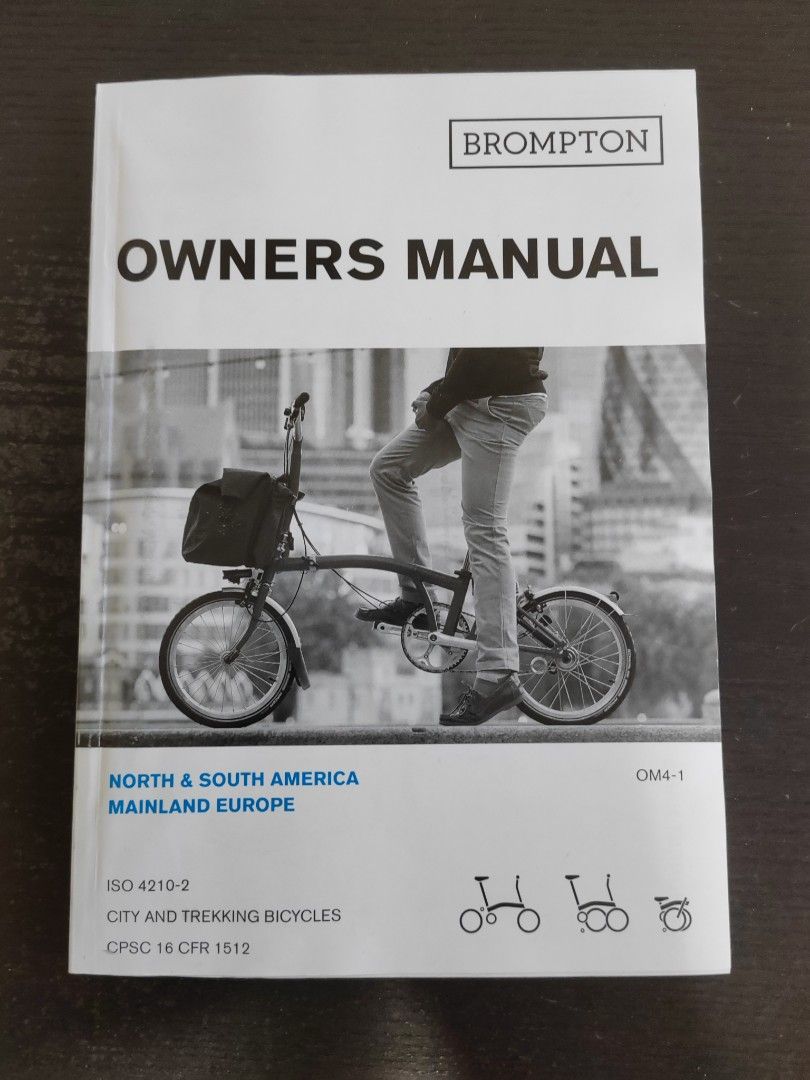 BROMPTON
OWNERS MANUAL
NORTH & SOUTH AMERICA
MAINLAND EUROPE
OM4-1
ISO 4210-2
CITY AND TREKKING BICYCLES
CPSC 16 CFR 1512